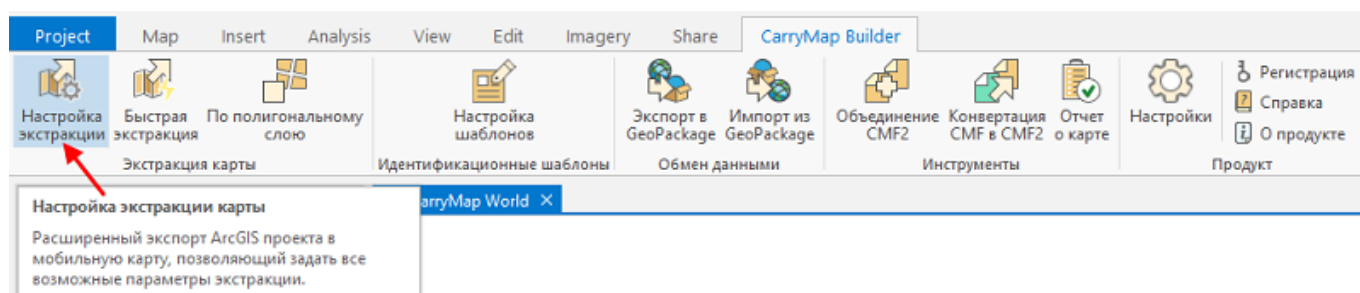 Project Map Insert Analysis View Edit Imagery Share CarryMap Builder
Настройка экстракции
Быстрая экстракция
По полигональному слою
Настройка шаблонов
Экспорт в GeoPackage
Импорт из GeoPackage
Объединение CMF2
Конвертация CMF в CMF2
Отчет о карте
Настройки
Регистрация
Справка
О продукте
Экстракция карты Идентификационные шаблоны Обмен данными Инструменты Продукт
arryMap World
Настройка экстракции карты
Расширенный экспорт ArcGIS проекта в
мобильную карту, позволяющий задать все
возможные параметры экстракции.